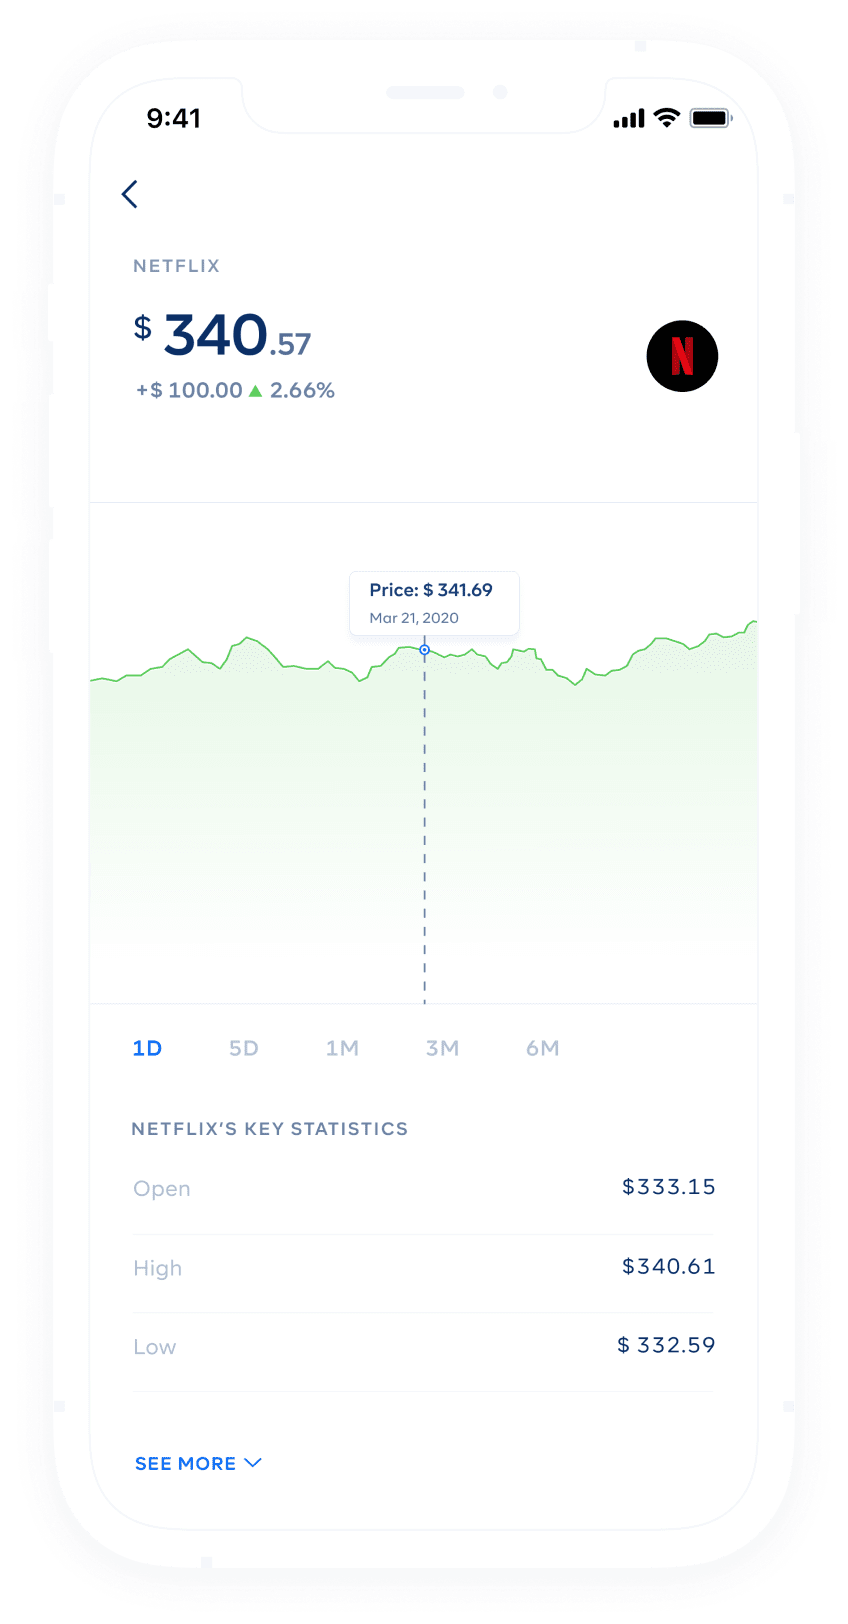 9:41
NETFLIX
$ 340.57
+$ 100.00 ▲ 2.66%
N
Price: $ 341.69
Mar 21, 2020
1D 5D 1M 3M 6M
NETFLIX’S KEY STATISTICS
Open $333.15
High $340.61
Low $ 332.59
SEE MORE